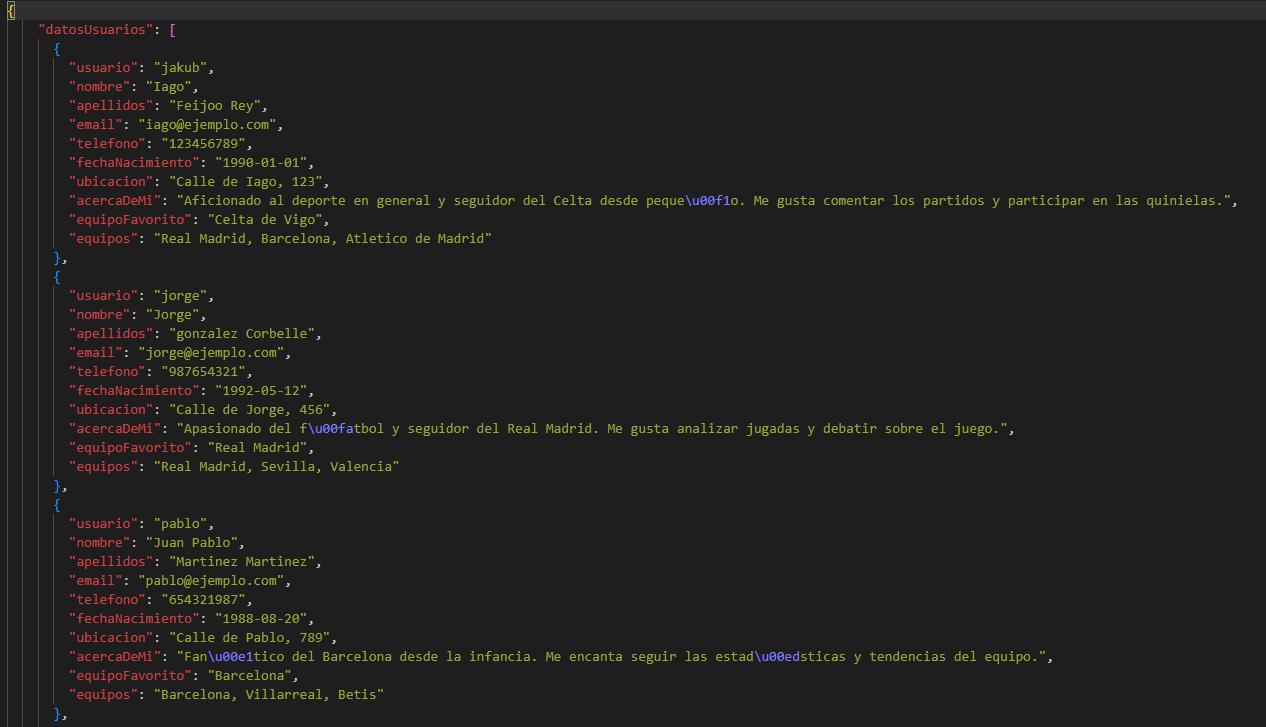 {
"datosUsuarios": [
{
"usuario": "jakub",
"nombre": "Iago",
"apellidos": "Feijoo Rey",
"email": "iago@ejemplo.com",
"telefono": "123456789",
"fechaNacimiento": "1990-01-01",
"ubicacion": "Calle de Iago, 123",
"acercaDeMi": "Aficionado al deporte en general y seguidor del Celta desde peque\u00f1o. Me gusta comentar los partidos y participar en las quinielas.",
"equipoFavorito": "Celta de Vigo",
"equipos": "Real Madrid, Barcelona, Atletico de Madrid"
},
{
"usuario": "jorge",
"nombre": "Jorge",
"apellidos": "gonzalez Corbelle",
"email": "jorge@ejemplo.com",
"telefono": "987654321",
"fechaNacimiento": "1992-05-12",
"ubicacion": "Calle de Jorge, 456",
"acercaDeMi": "Apasionado del f\u00fatbol y seguidor del Real Madrid. Me gusta analizar jugadas y debatir sobre el juego.",
"equipoFavorito": "Real Madrid",
"equipos": "Real Madrid, Sevilla, Valencia"
},
{
"usuario": "pablo",
"nombre": "Juan Pablo",
"apellidos": "Martinez Martinez",
"email": "pablo@ejemplo.com",
"telefono": "654321987",
"fechaNacimiento": "1988-08-20",
"ubicacion": "Calle de Pablo, 789",
"acercaDeMi": "Fan\u00e1tico del Barcelona desde la infancia. Me encanta seguir las estad\u00edsticas y tendencias del equipo.",
"equipoFavorito": "Barcelona",
"equipos": "Barcelona, Villarreal, Betis"
},